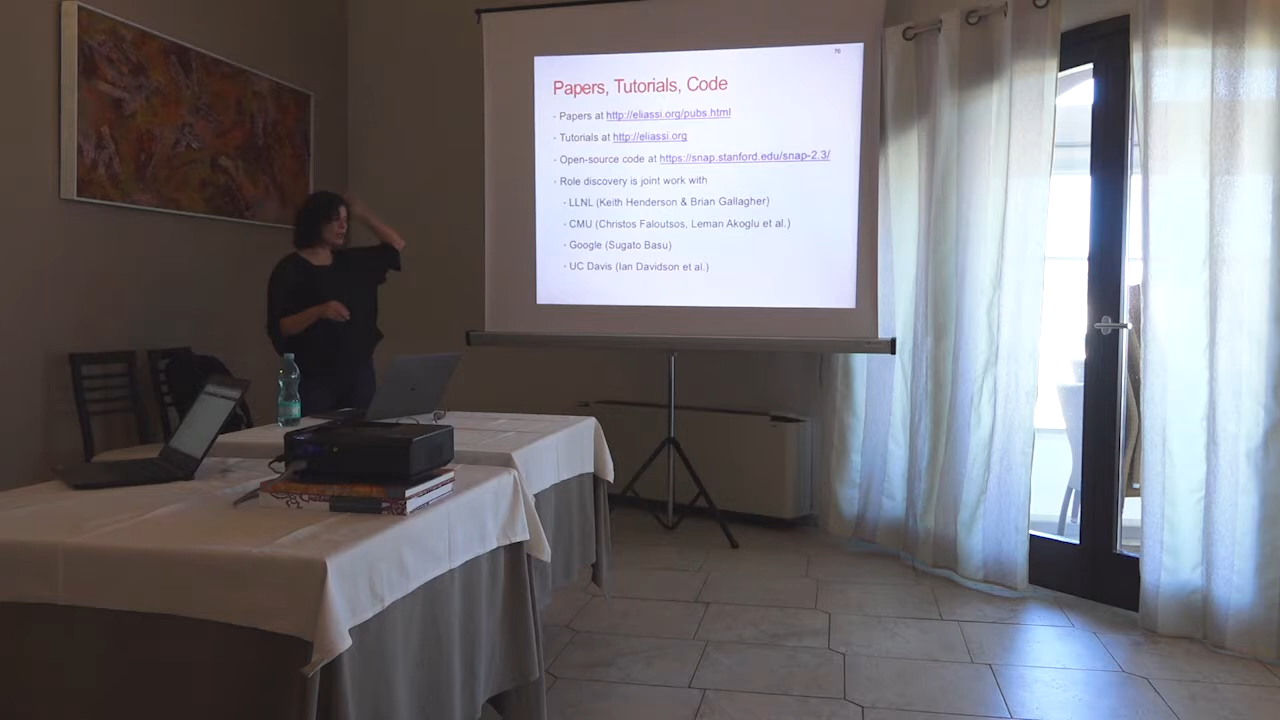 76
Papers, Tutorials, Code
· Papers at http://eliassi.org/pubs.html
· Tutorials at http://eliassi.org
· Open-source code at https://snap.stanford.edu/snap-2.3/
· Role discovery is joint work with
· LLNL (Keith Henderson & Brian Gallagher)
· CMU (Christos Faloutsos, Leman Akoglu et al.)
· Google (Sugato Basu)
· UC Davis (Ian Davidson et al.)